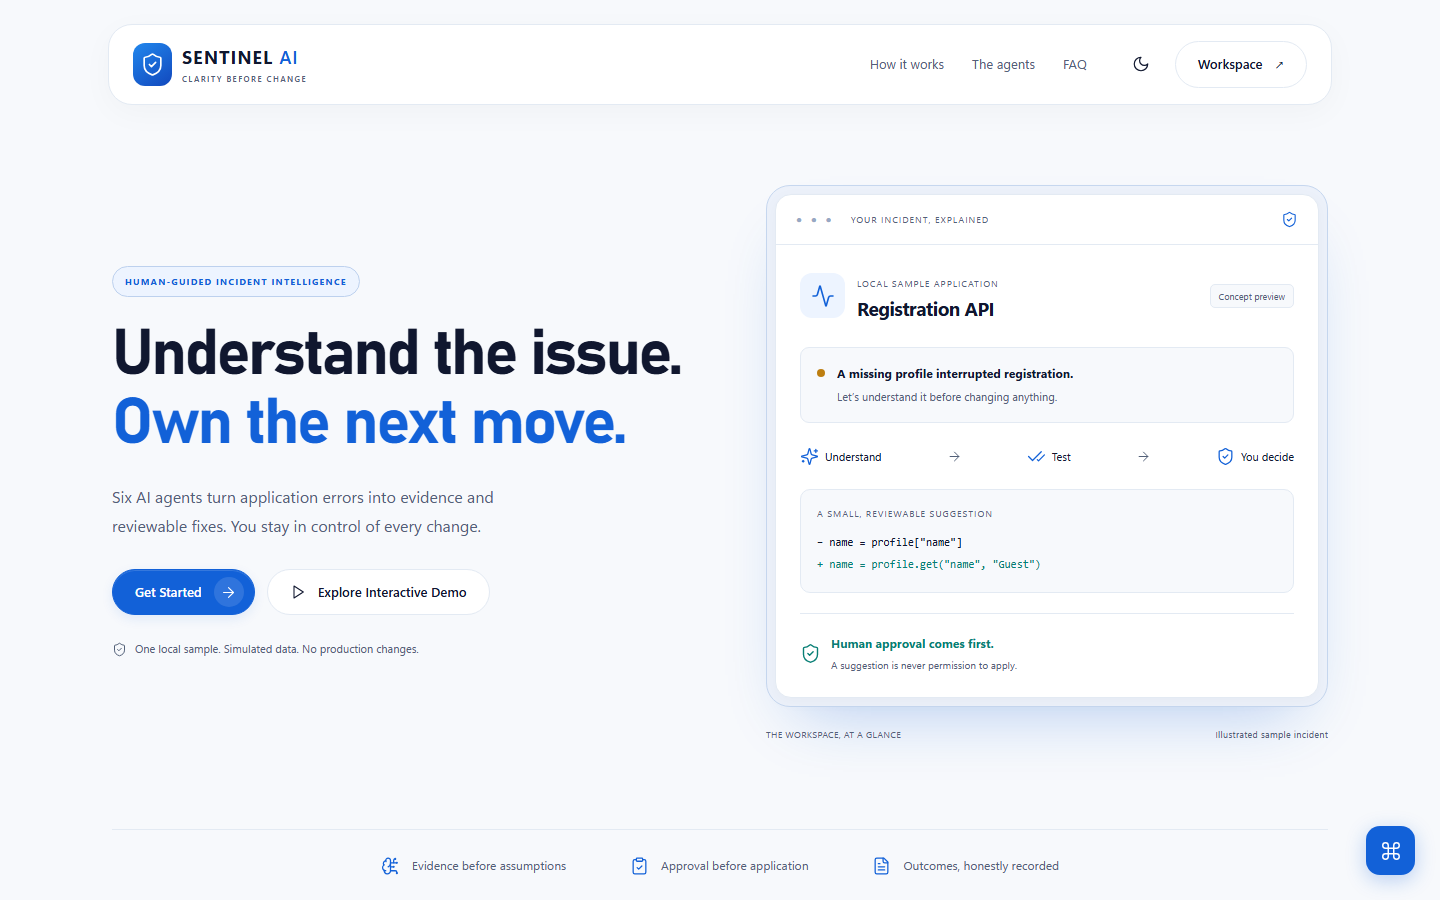 SENTINEL AI
CLARITY BEFORE CHANGE
How it works
The agents
FAQ
Workspace ↗
HUMAN-GUIDED INCIDENT INTELLIGENCE
Understand the issue.
Own the next move.
Six AI agents turn application errors into evidence and
reviewable fixes. You stay in control of every change.
Get Started →
Explore Interactive Demo
One local sample. Simulated data. No production changes.
YOUR INCIDENT, EXPLAINED
LOCAL SAMPLE APPLICATION
Registration API
Concept preview
A missing profile interrupted registration.
Let's understand it before changing anything.
Understand → Test → You decide
A SMALL, REVIEWABLE SUGGESTION
- name = profile["name"]
+ name = profile.get("name", "Guest")
Human approval comes first.
A suggestion is never permission to apply.
THE WORKSPACE, AT A GLANCE
Illustrated sample incident
Evidence before assumptions
Approval before application
Outcomes, honestly recorded